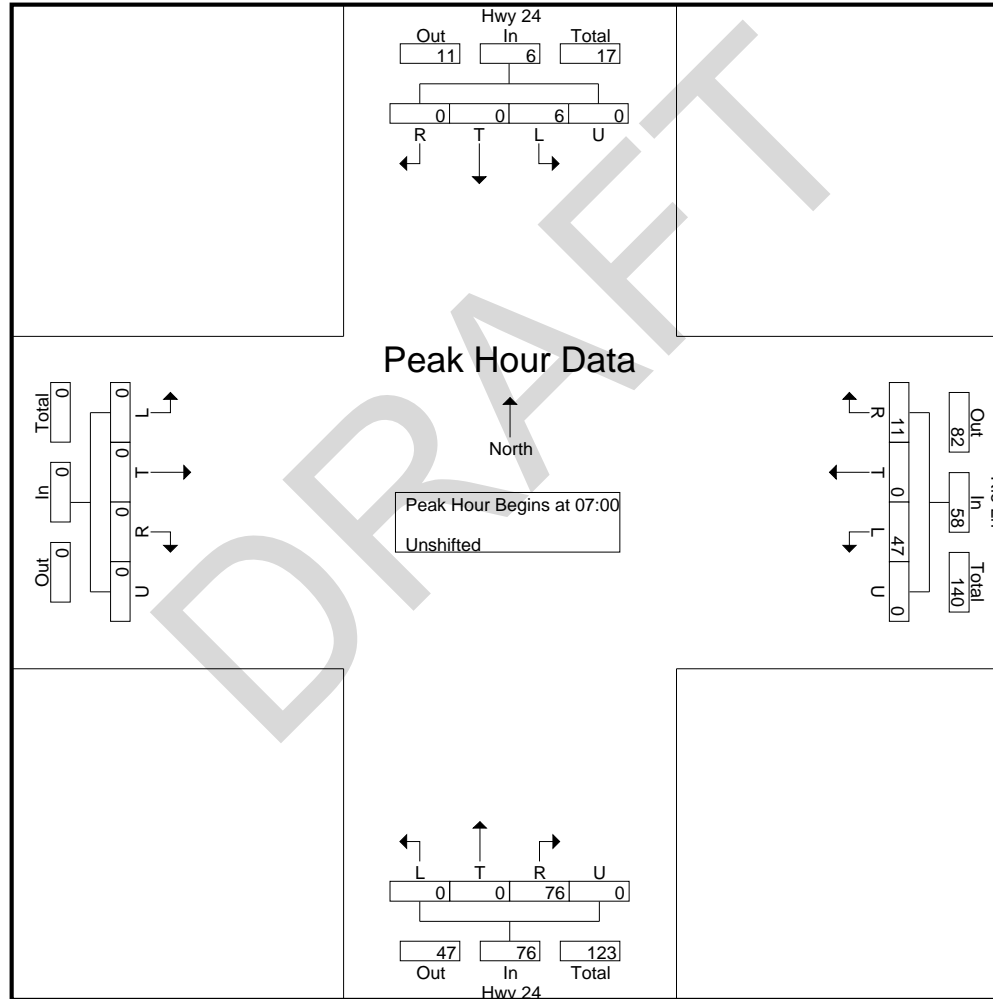 Hwy 24
Out In Total
11 6 17
0 0 6 0
R T L U
Peak Hour Data
North
Peak Hour Begins at 07:00
Unshifted
Total 0
In 0
Out 0
L 0
T 0
R 0
U 0
R 11
T 0
L 47
U 0
Out 82
In 58
Total 140
L T R U
0 0 76 0
47 76 123
Out In Total
Hwy 24
DRAFT